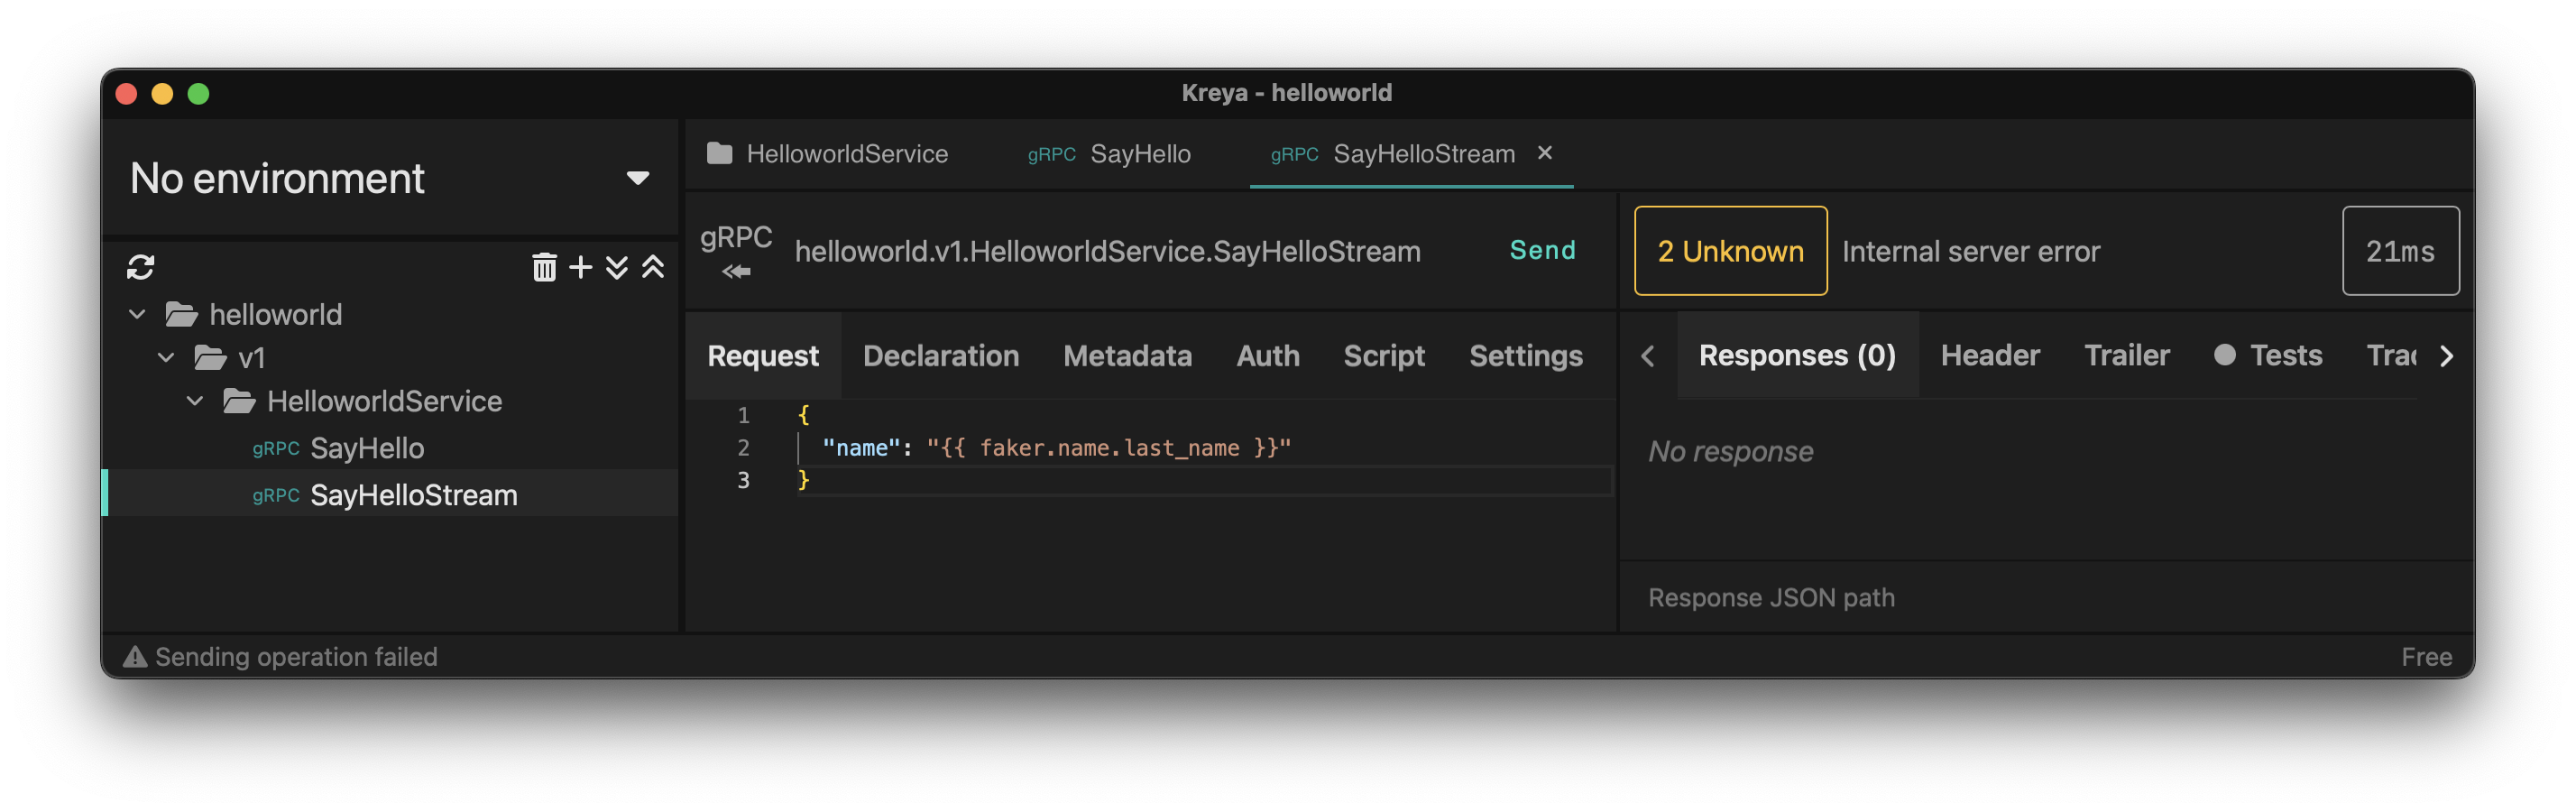 Kreya - helloworld
No environment
helloworld
v1
HelloworldService
gRPC SayHello
gRPC SayHelloStream
HelloworldService gRPC SayHello gRPC SayHelloStream
gRPC helloworld.v1.HelloworldService.SayHelloStream Send
Request Declaration Metadata Auth Script Settings
1 {
2 "name": "{{ faker.name.last_name }}"
3 }
2 Unknown Internal server error 21ms
Responses (0) Header Trailer Tests Trac
No response
Response JSON path
Sending operation failed Free